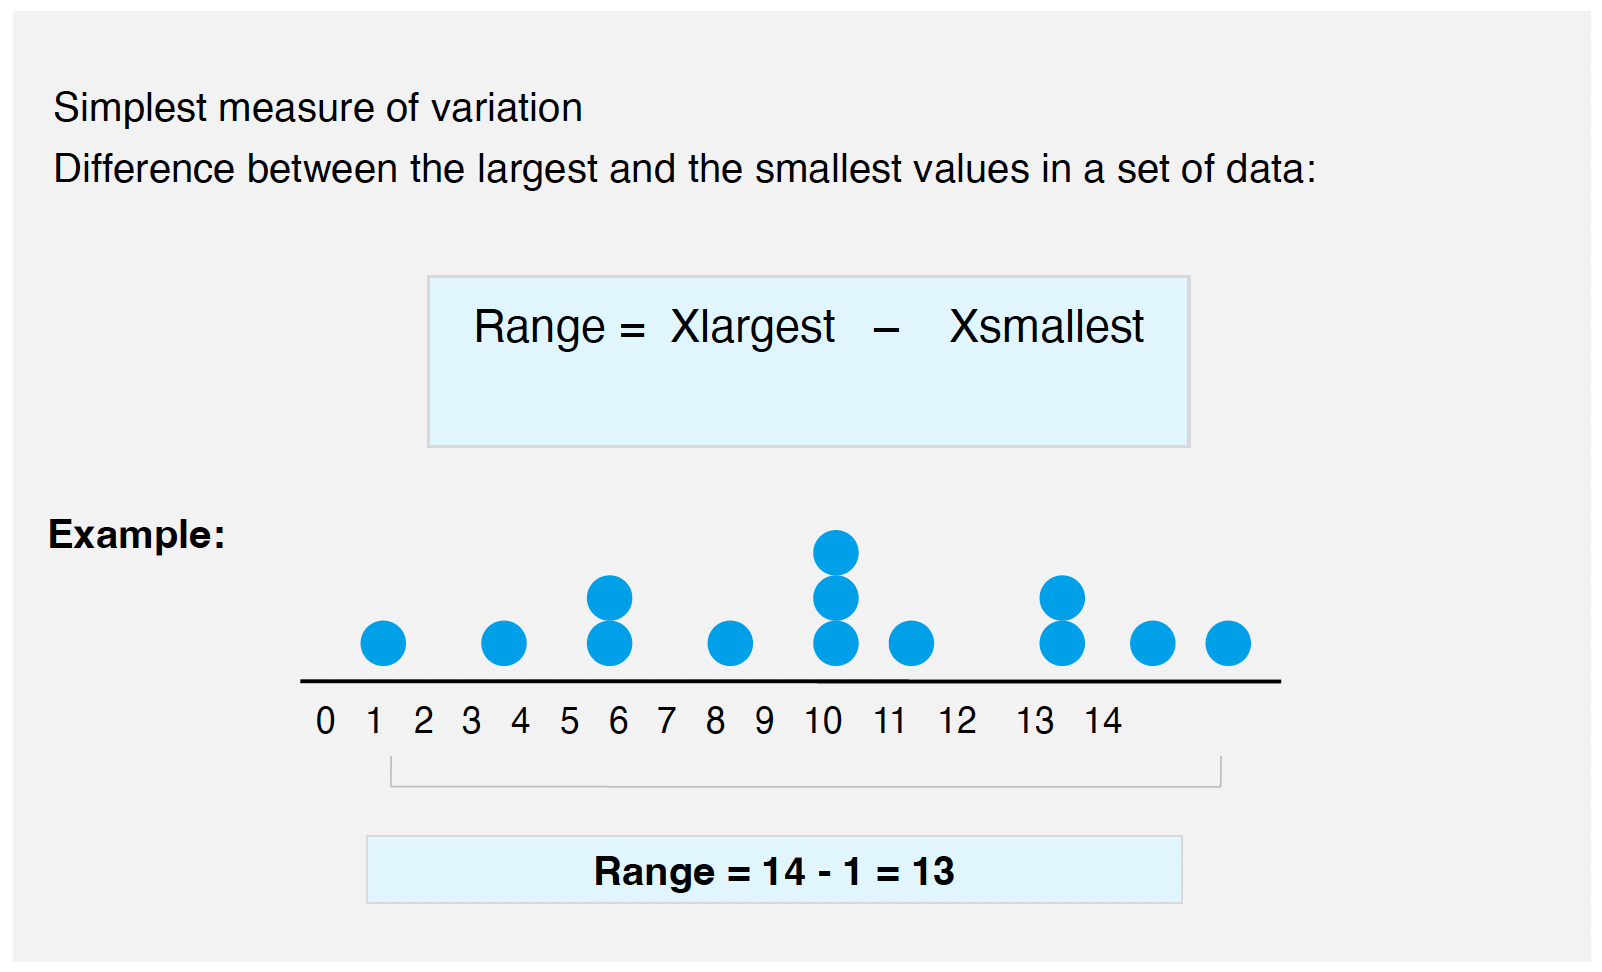 Simplest measure of variation
Difference between the largest and the smallest values in a set of data:
Range = Xlargest – Xsmallest
Example:
0 1 2 3 4 5 6 7 8 9 10 11 12 13 14
Range = 14 - 1 = 13